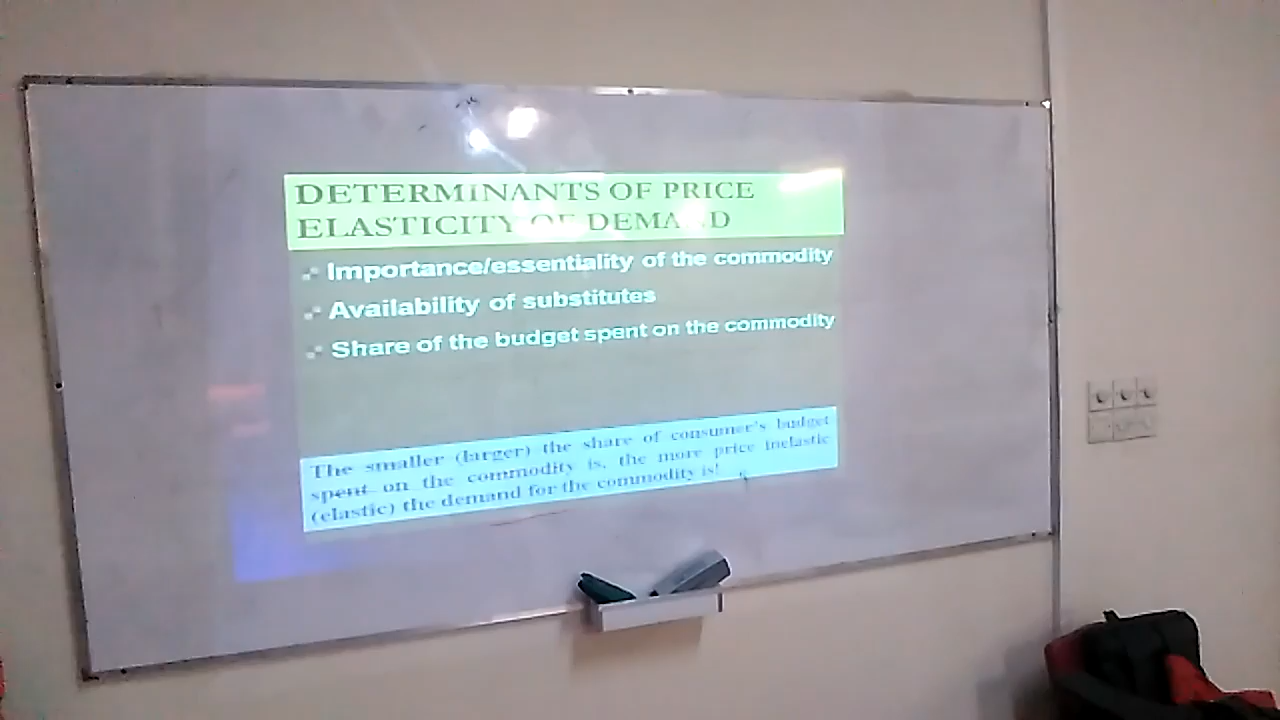 DETERMINANTS OF PRICE
ELASTICITY OF DEMAND
Importance/essentiality of the commodity
Availability of substitutes
Share of the budget spent on the commodity
The smaller (larger) the share of consumer's budget
spent on the commodity is, the more price inelastic
(elastic) the demand for the commodity is!